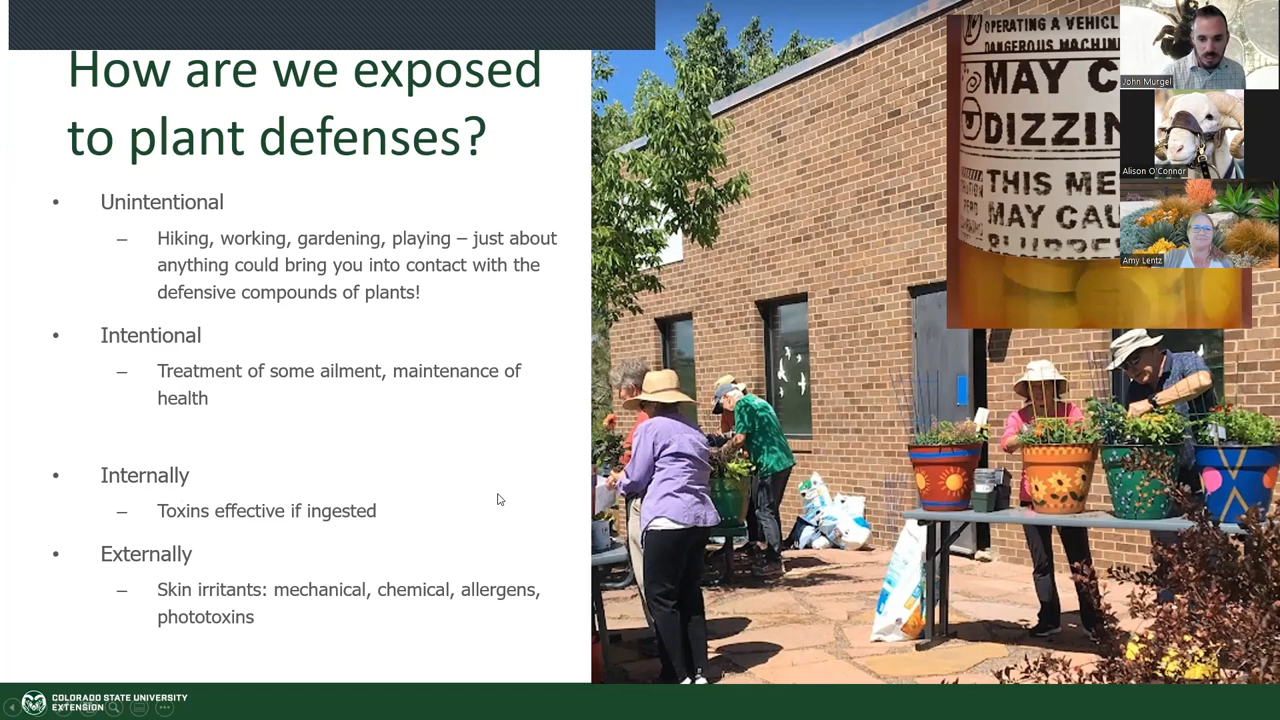 How are we exposed
to plant defenses?
• Unintentional
– Hiking, working, gardening, playing – just about
anything could bring you into contact with the
defensive compounds of plants!
• Intentional
– Treatment of some ailment, maintenance of
health
• Internally
– Toxins effective if ingested
• Externally
– Skin irritants: mechanical, chemical, allergens,
phototoxins
COLORADO STATE UNIVERSITY
EXTENSION
OPERATING A VEHICL
DANGEROUS MACHIN
MAY C
DIZZIN
THIS ME
MAY CAU
John Murgel
Alison O'Connor
Amy Lentz